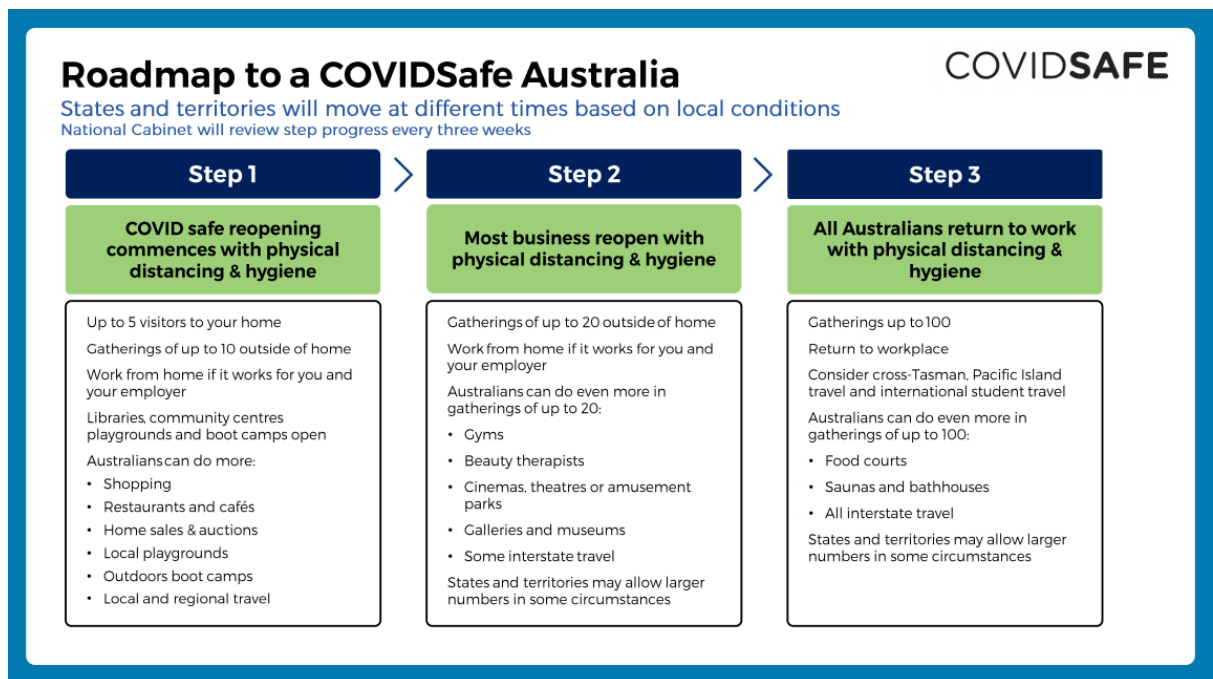 Roadmap to a COVIDSafe Australia
COVIDSAFE
States and territories will move at different times based on local conditions
National Cabinet will review step progress every three weeks
Step 1
COVID safe reopening
commences with physical
distancing & hygiene
Up to 5 visitors to your home
Gatherings of up to 10 outside of home
Work from home if it works for you and
your employer
Libraries, community centres
playgrounds and boot camps open
Australians can do more:
• Shopping
• Restaurants and cafés
• Home sales & auctions
• Local playgrounds
• Outdoors boot camps
• Local and regional travel
Step 2
Most business reopen with
physical distancing & hygiene
Gatherings of up to 20 outside of home
Work from home if it works for you and
your employer
Australians can do even more in
gatherings of up to 20:
• Gyms
• Beauty therapists
• Cinemas, theatres or amusement
parks
• Galleries and museums
• Some interstate travel
States and territories may allow larger
numbers in some circumstances
Step 3
All Australians return to work
with physical distancing &
hygiene
Gatherings up to 100
Return to workplace
Consider cross-Tasman, Pacific Island
travel and international student travel
Australians can do even more in
gatherings of up to 100:
• Food courts
• Saunas and bathhouses
• All interstate travel
States and territories may allow larger
numbers in some circumstances